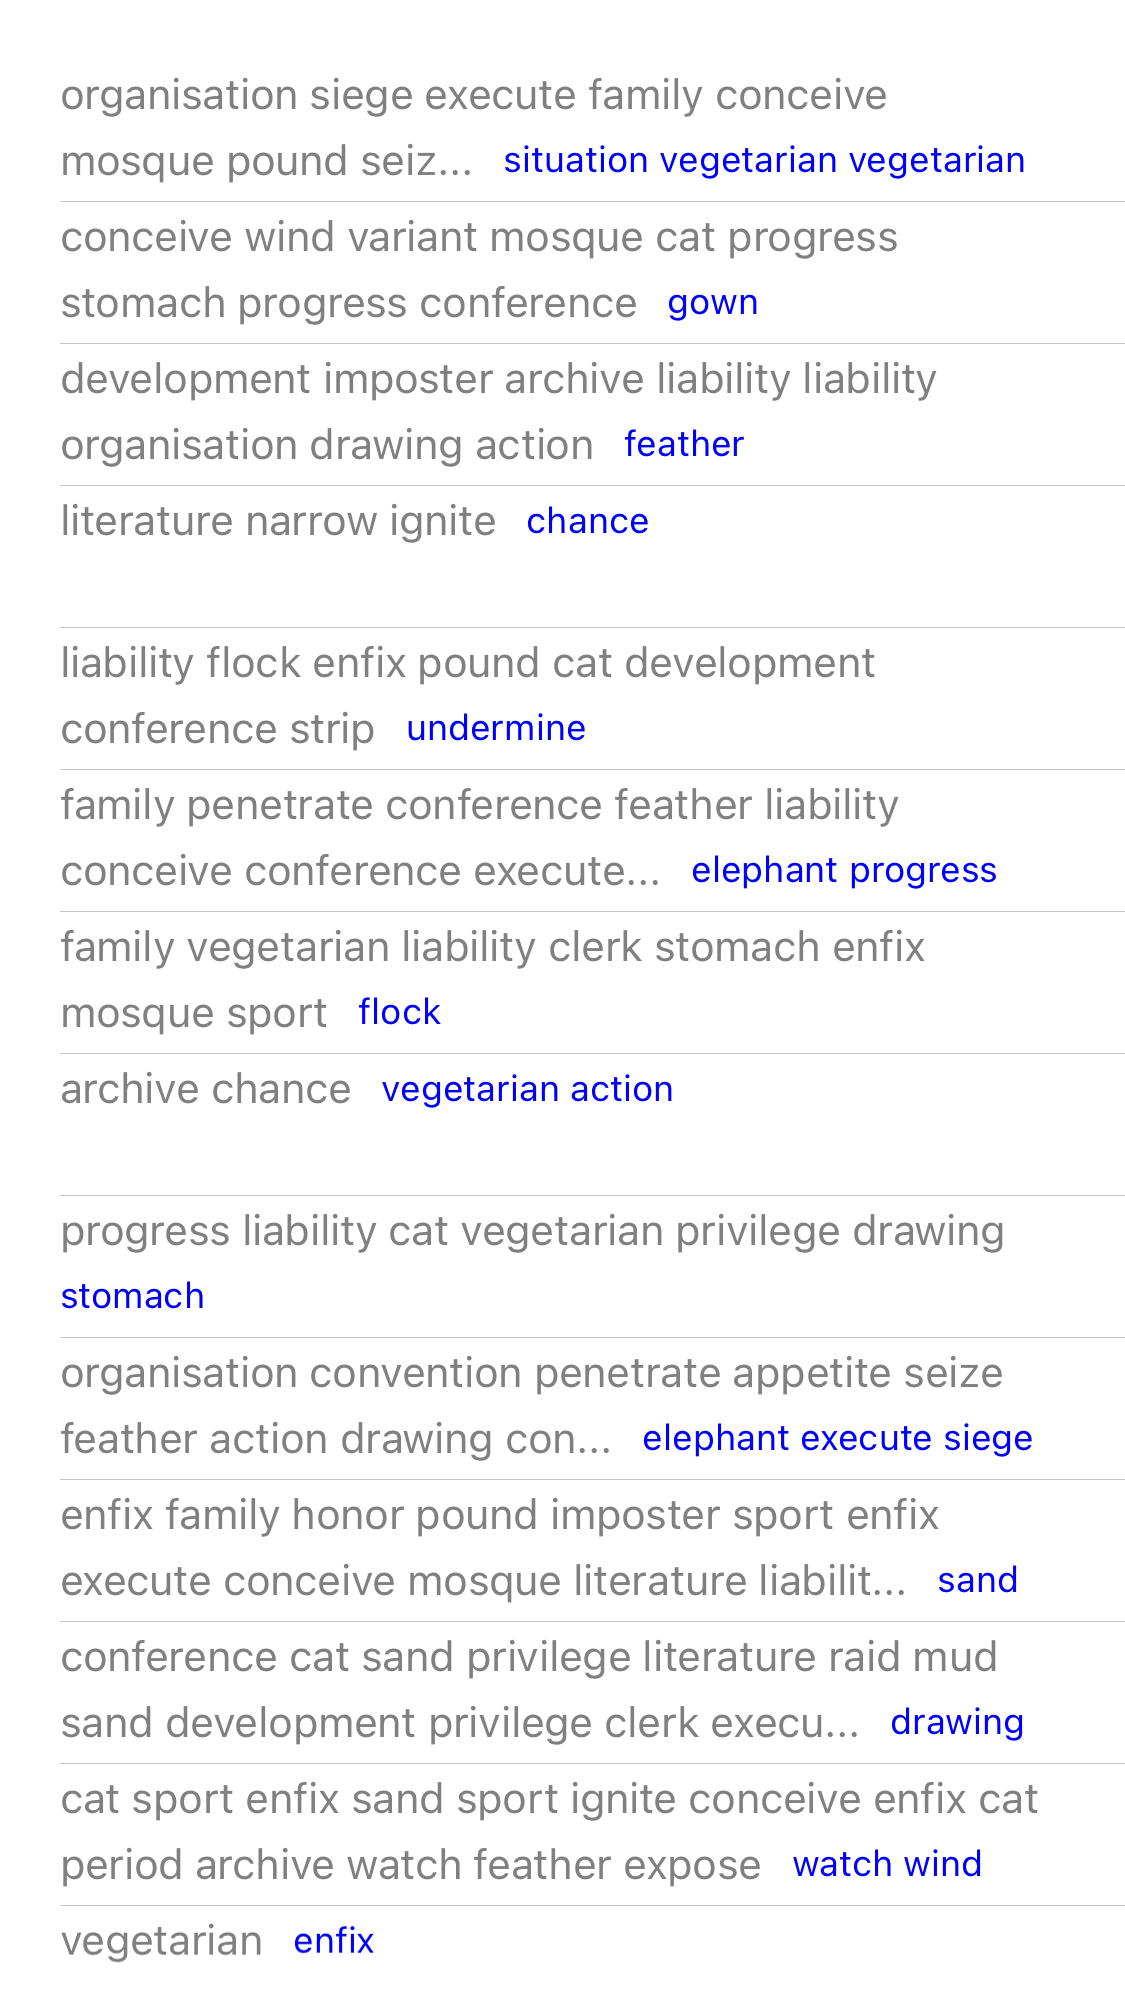 organisation siege execute family conceive
mosque pound seiz... situation vegetarian vegetarian
conceive wind variant mosque cat progress
stomach progress conference gown
development imposter archive liability liability
organisation drawing action feather
literature narrow ignite chance
liability flock enfix pound cat development
conference strip undermine
family penetrate conference feather liability
conceive conference execute... elephant progress
family vegetarian liability clerk stomach enfix
mosque sport flock
archive chance vegetarian action
progress liability cat vegetarian privilege drawing
stomach
organisation convention penetrate appetite seize
feather action drawing con... elephant execute siege
enfix family honor pound imposter sport enfix
execute conceive mosque literature liabilit... sand
conference cat sand privilege literature raid mud
sand development privilege clerk execu... drawing
cat sport enfix sand sport ignite conceive enfix cat
period archive watch feather expose watch wind
vegetarian enfix